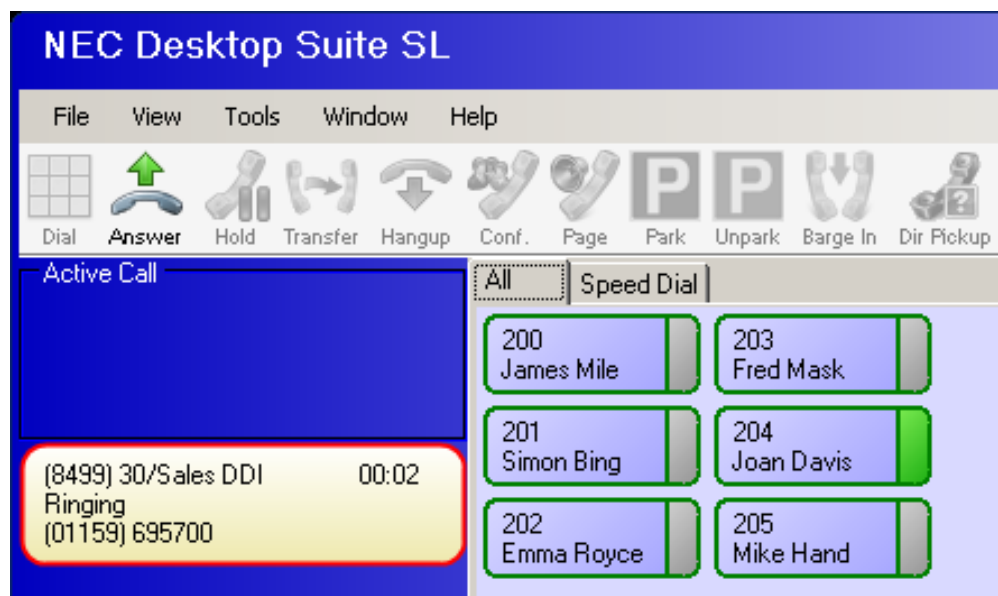 NEC Desktop Suite SL
File View Tools Window Help
Dial Answer Hold Transfer Hangup Conf. Page Park Unpark Barge In Dir Pickup
Active Call
(8499) 30/Sales DDI 00:02
Ringing
(01159) 695700
All Speed Dial
200
James Mile
203
Fred Mask
201
Simon Bing
204
Joan Davis
202
Emma Royce
205
Mike Hand